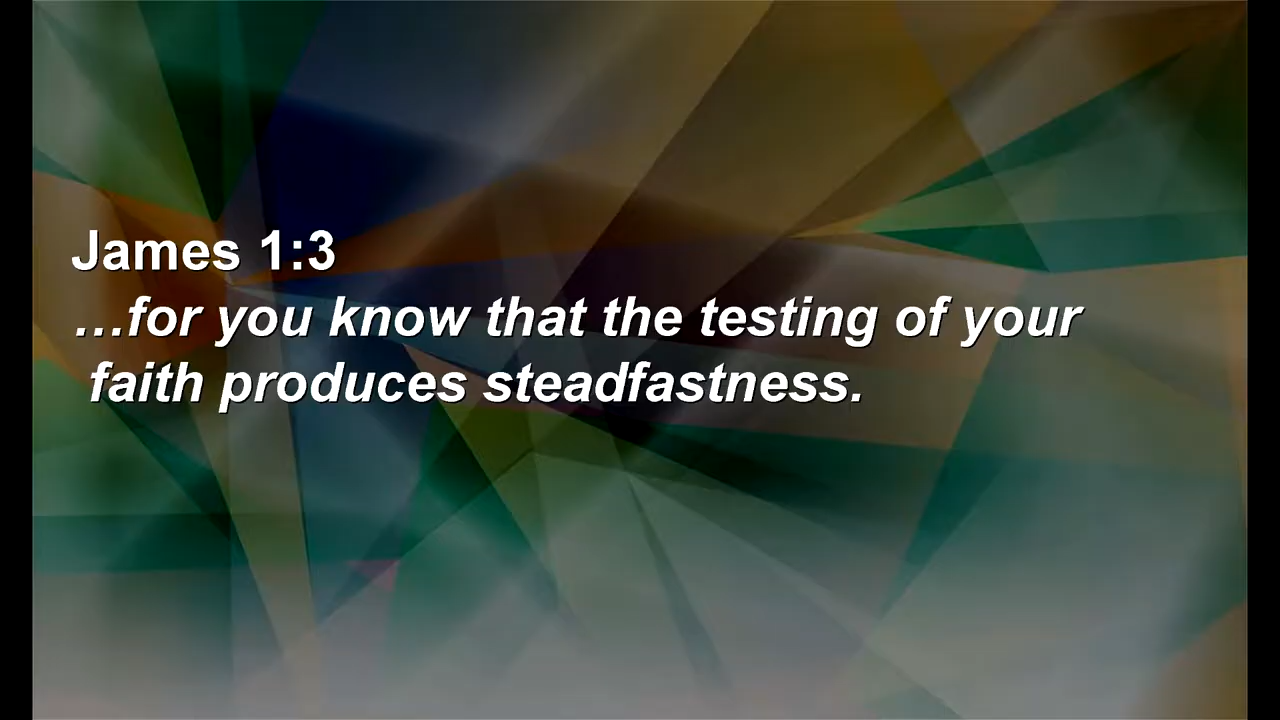 James 1:3
…for you know that the testing of your
faith produces steadfastness.